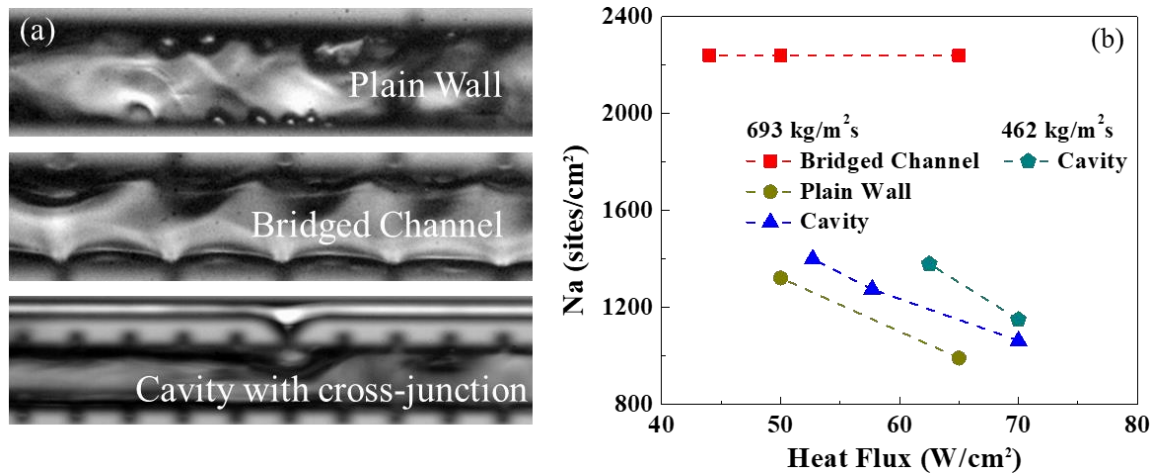 (a)
Plain Wall
Bridged Channel
Cavity with cross-junction
(b)
2400
2000
1600
1200
800
Na (sites/cm²)
693 kg/m²s 462 kg/m²s
Bridged Channel Cavity
Plain Wall
Cavity
40 50 60 70 80
Heat Flux (W/cm²)